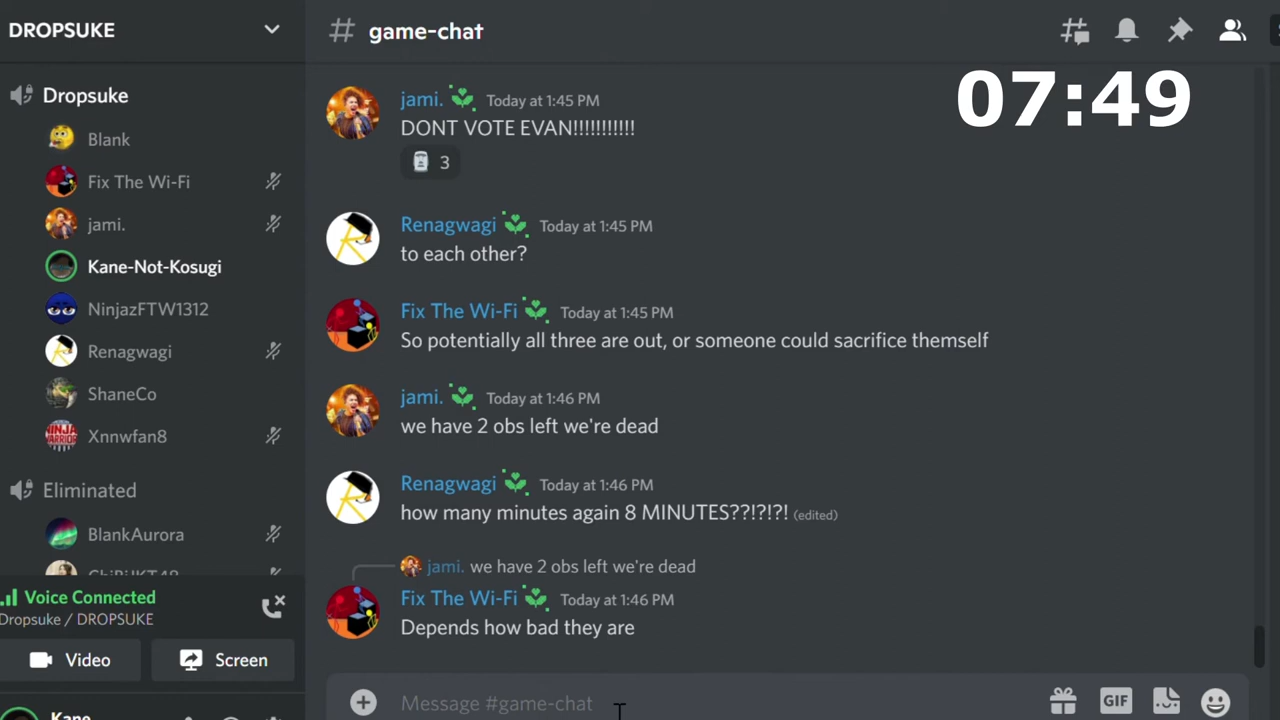 DROPSUKE
Dropsuke
Blank
Fix The Wi-Fi
jami.
Kane-Not-Kosugi
NinjazFTW1312
Renagwagi
ShaneCo
Xnnwfan8
Eliminated
BlankAurora
Voice Connected
Dropsuke / DROPSUKE
Video
Screen
Kane
# game-chat
07:49
jami. Today at 1:45 PM
DONT VOTE EVAN!!!!!!!!!!!
3
Renagwagi Today at 1:45 PM
to each other?
Fix The Wi-Fi Today at 1:45 PM
So potentially all three are out, or someone could sacrifice themself
jami. Today at 1:46 PM
we have 2 obs left we're dead
Renagwagi Today at 1:46 PM
how many minutes again 8 MINUTES??!?!?! (edited)
jami. we have 2 obs left we're dead
Fix The Wi-Fi Today at 1:46 PM
Depends how bad they are
Message #game-chat
GIF